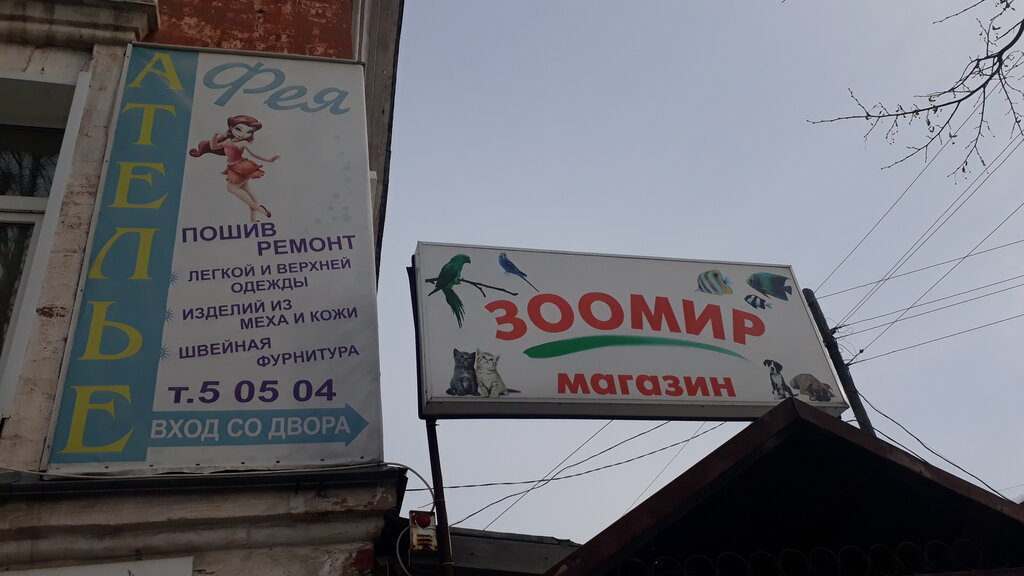 АТЕЛЬЕ
Фея
ПОШИВ
РЕМОНТ
ЛЕГКОЙ И ВЕРХНЕЙ
ОДЕЖДЫ
ИЗДЕЛИЙ ИЗ
МЕХА И КОЖИ
ШВЕЙНАЯ
ФУРНИТУРА
т.5 05 04
ВХОД СО ДВОРА
ЗООМИР
магазин